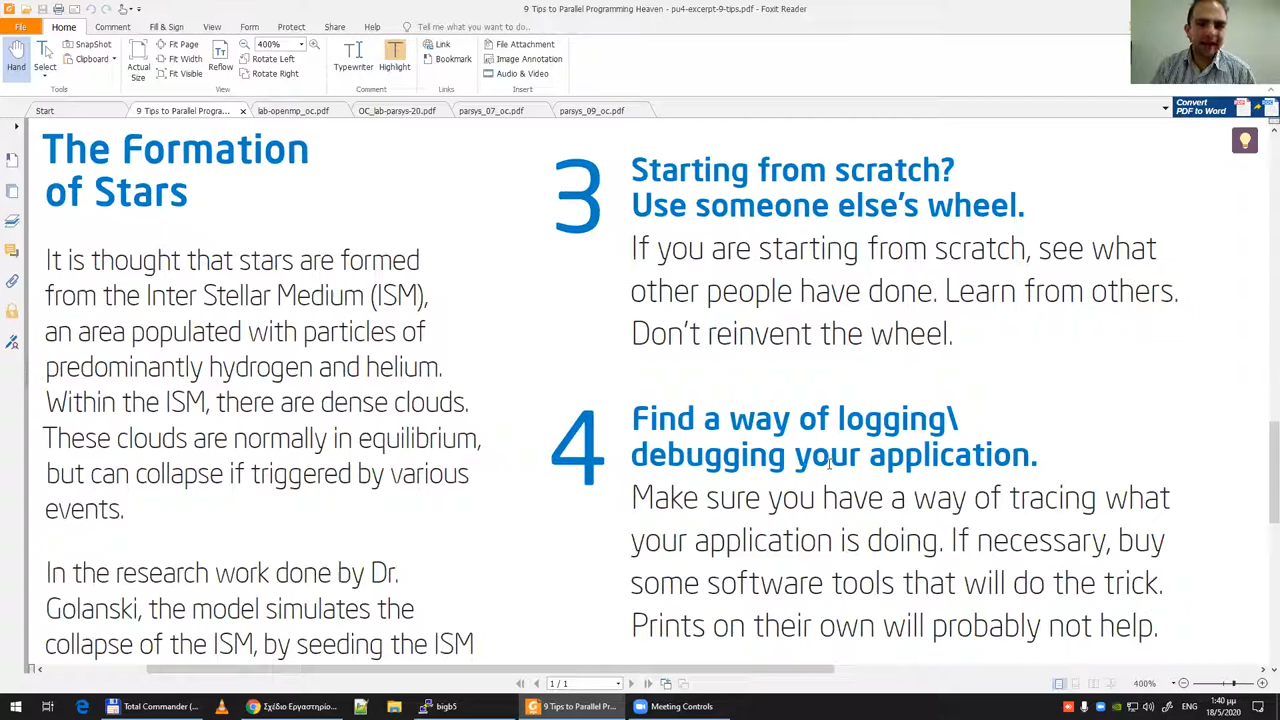 9 Tips to Parallel Programming Heaven - pu4-excerpt-9-tips.pdf - Foxit Reader
File Home Comment Fill & Sign View Form Protect Share Help Tell me what you want to do...
Hand
Select
SnapShot
Clipboard
Actual Size
Fit Page
Fit Width
Fit Visible
Reflow
400%
Rotate Left
Rotate Right
Typewriter
Highlight
Link
Bookmark
File Attachment
Image Annotation
Audio & Video
Tools View Comment Links Insert
Start 9 Tips to Parallel Progra... lab-openmp_oc.pdf OC_lab-parsys-20.pdf parsys_07_oc.pdf parsys_09_oc.pdf
Convert
PDF to Word
The Formation
of Stars
It is thought that stars are formed
from the Inter Stellar Medium (ISM),
an area populated with particles of
predominantly hydrogen and helium.
Within the ISM, there are dense clouds.
These clouds are normally in equilibrium,
but can collapse if triggered by various
events.
In the research work done by Dr.
Golanski, the model simulates the
collapse of the ISM, by seeding the ISM
3
Starting from scratch?
Use someone else's wheel.
If you are starting from scratch, see what
other people have done. Learn from others.
Don't reinvent the wheel.
4
Find a way of logging\
debugging your application.
Make sure you have a way of tracing what
your application is doing. If necessary, buy
some software tools that will do the trick.
Prints on their own will probably not help.
1 / 1
400%
Total Commander (...
Σχέδιο Εργαστηρίο...
bigb5
9 Tips to Parallel Pr...
Meeting Controls
ENG
1:40 μμ
18/5/2020